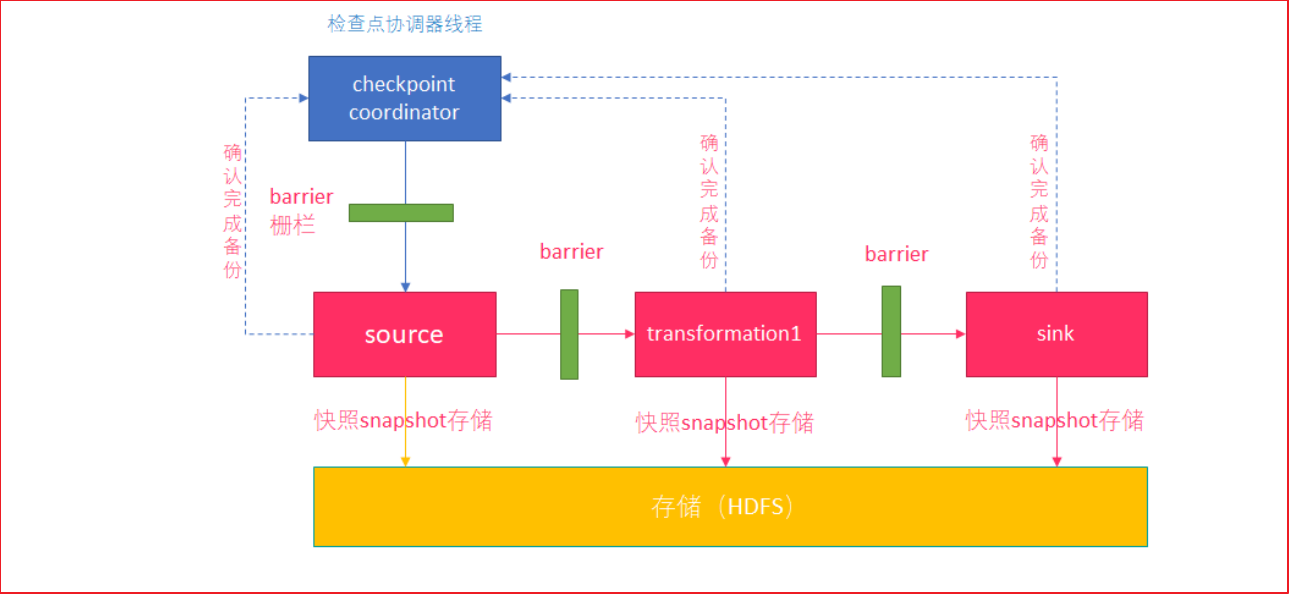 检查点协调器线程
checkpoint
coordinator
确认完成备份
barrier
栅栏
确认完成备份
确认完成备份
barrier
barrier
source
transformation1
sink
快照snapshot存储
快照snapshot存储
快照snapshot存储
存储（HDFS）